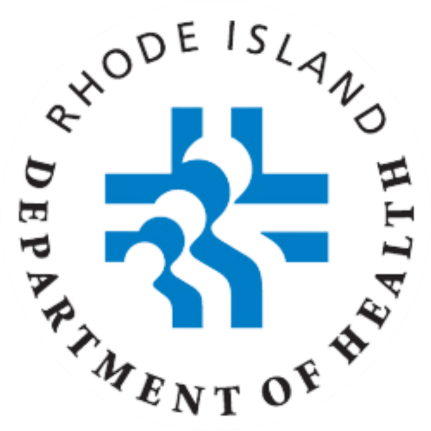 RHODE ISLAND
DEPARTMENT OF HEALTH